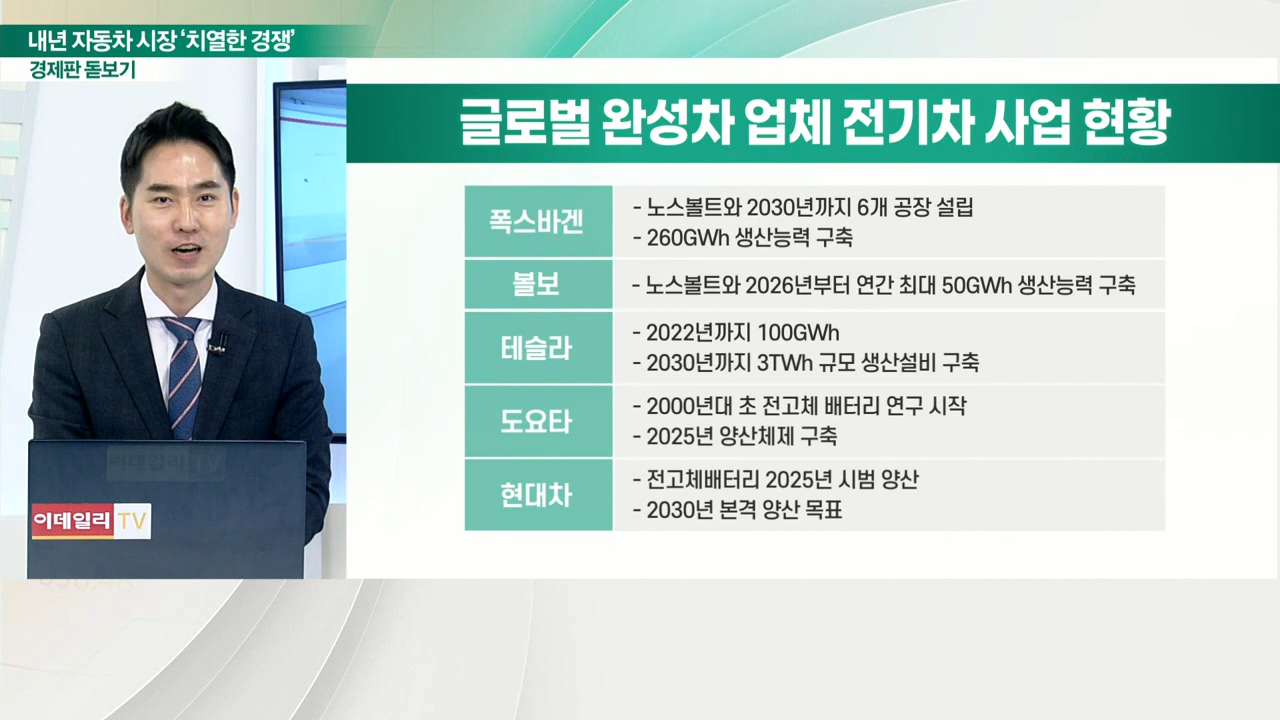 내년 자동차 시장 ‘치열한 경쟁’
경제판 돋보기
글로벌 완성차 업체 전기차 사업 현황
폭스바겐
- 노스볼트와 2030년까지 6개 공장 설립
- 260GWh 생산능력 구축
볼보
- 노스볼트와 2026년부터 연간 최대 50GWh 생산능력 구축
테슬라
- 2022년까지 100GWh
- 2030년까지 3TWh 규모 생산설비 구축
도요타
- 2000년대 초 전고체 배터리 연구 시작
- 2025년 양산체제 구축
현대차
- 전고체배터리 2025년 시범 양산
- 2030년 본격 양산 목표
이데일리 TV
이데일리 TV